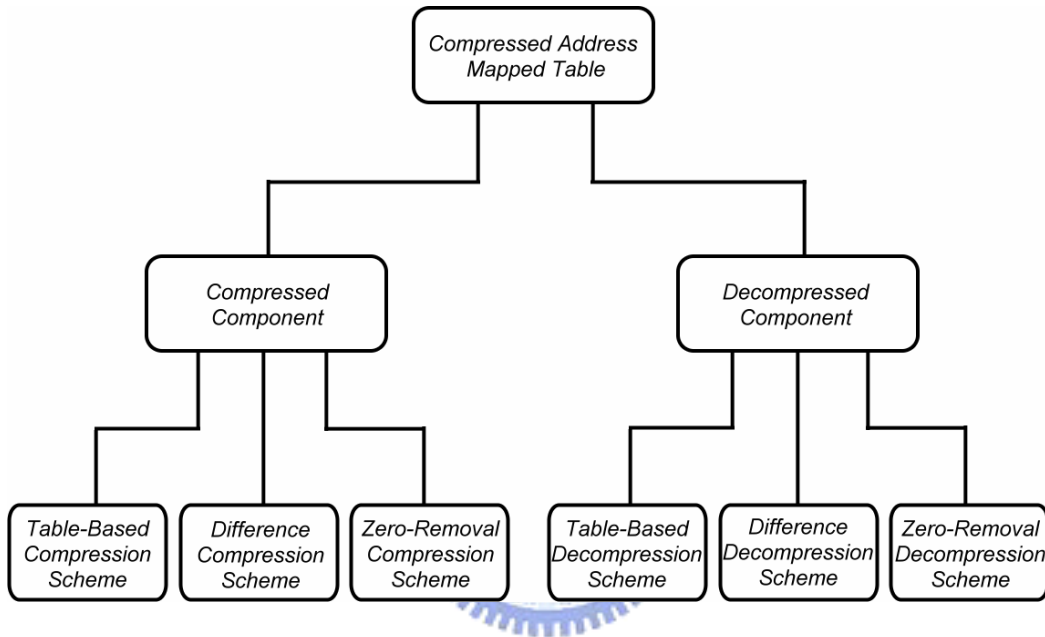 Compressed Address
Mapped Table
Compressed
Component
Decompressed
Component
Table-Based
Compression
Scheme
Difference
Compression
Scheme
Zero-Removal
Compression
Scheme
Table-Based
Decompression
Scheme
Difference
Decompression
Scheme
Zero-Removal
Decompression
Scheme